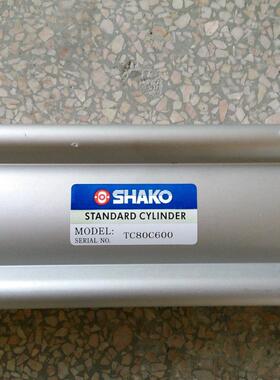 SHAKO
STANDARD CYLINDER
MODEL: TC80C600
SERIAL NO.